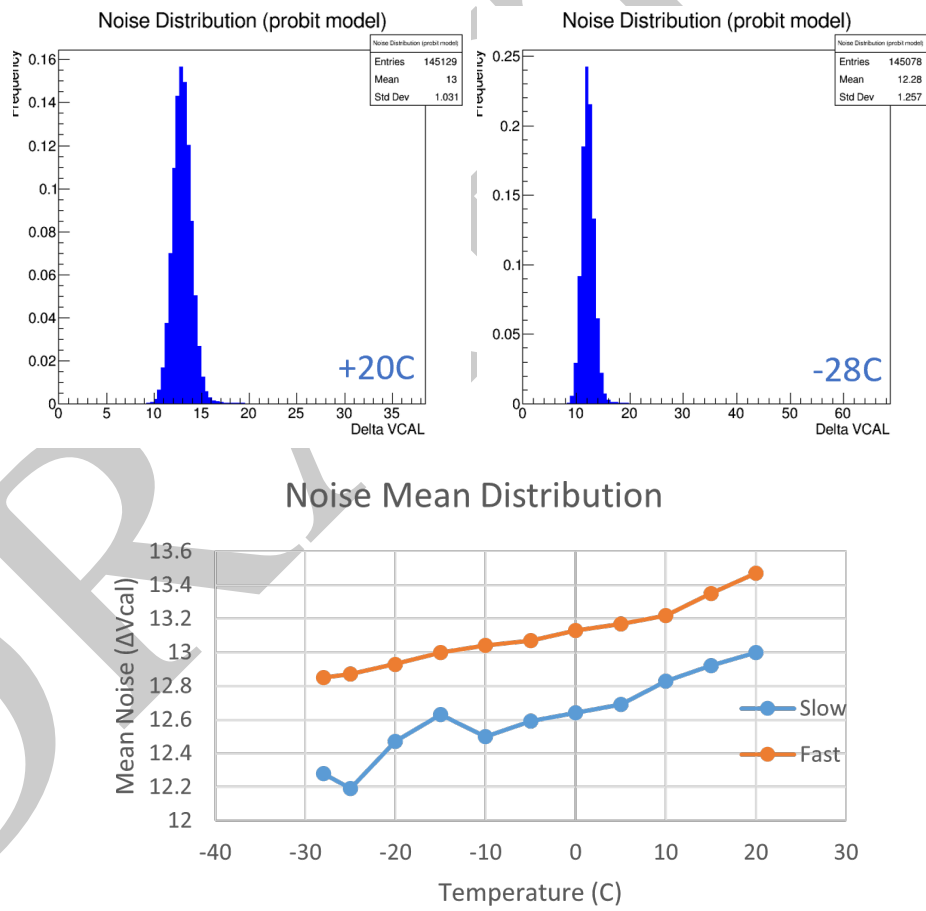 Noise Distribution (probit model)
Frequency
Noise Distribution (probit model)
Entries 145129
Mean 13
Std Dev 1.031
0.16
0.14
0.12
0.1
0.08
0.06
0.04
0.02
0
+20C
0 5 10 15 20 25 30 35
Delta VCAL
Noise Distribution (probit model)
Frequency
Noise Distribution (probit model)
Entries 145078
Mean 12.28
Std Dev 1.257
0.25
0.2
0.15
0.1
0.05
0
-28C
0 10 20 30 40 50 60
Delta VCAL
Noise Mean Distribution
Mean Noise (ΔVcal)
13.6
13.4
13.2
13
12.8
12.6
12.4
12.2
12
Slow
Fast
-40 -30 -20 -10 0 10 20 30
Temperature (C)